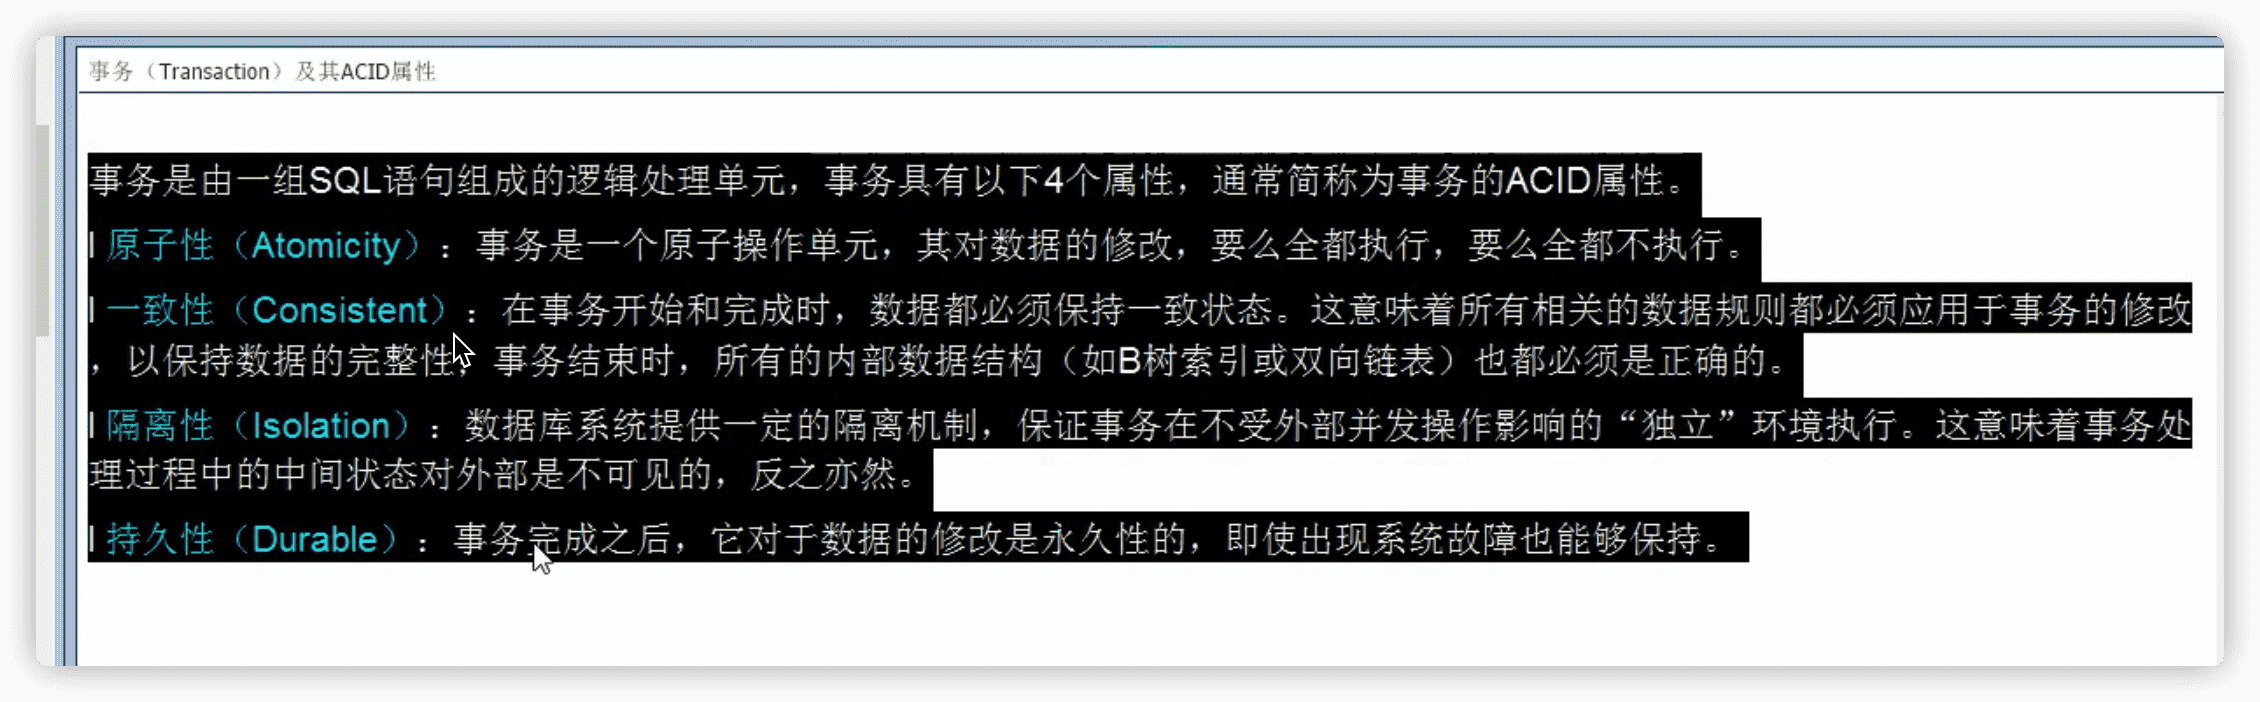 事务（Transaction）及其ACID属性
事务是由一组SQL语句组成的逻辑处理单元，事务具有以下4个属性，通常简称为事务的ACID属性。
l 原子性（Atomicity）：事务是一个原子操作单元，其对数据的修改，要么全都执行，要么全都不执行。
l 一致性（Consistent）：在事务开始和完成时，数据都必须保持一致状态。这意味着所有相关的数据规则都必须应用于事务的修改
，以保持数据的完整性；事务结束时，所有的内部数据结构（如B树索引或双向链表）也都必须是正确的。
l 隔离性（Isolation）：数据库系统提供一定的隔离机制，保证事务在不受外部并发操作影响的“独立”环境执行。这意味着事务处
理过程中的中间状态对外部是不可见的，反之亦然。
l 持久性（Durable）：事务完成之后，它对于数据的修改是永久性的，即使出现系统故障也能够保持。